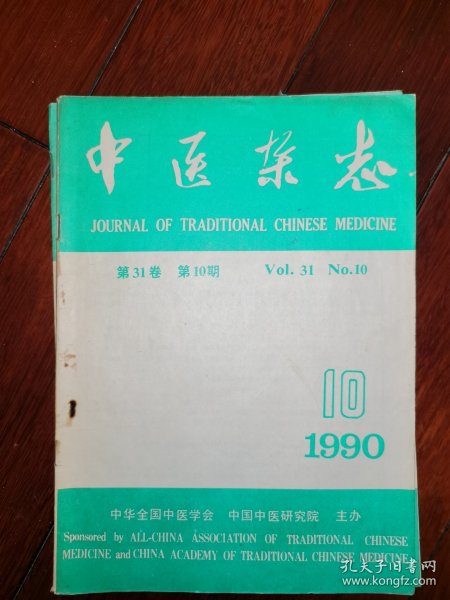 中医杂志
JOURNAL OF TRADITIONAL CHINESE MEDICINE
第31卷 第10期 Vol. 31 No.10
10
1990
中华全国中医学会 中国中医研究院 主办
Sponsored by ALL-CHINA ASSOCIATION OF TRADITIONAL CHINESE
MEDICINE and CHINA ACADEMY OF TRADITIONAL CHINESE MEDICINE
孔夫子旧书网
www.kongfz.com